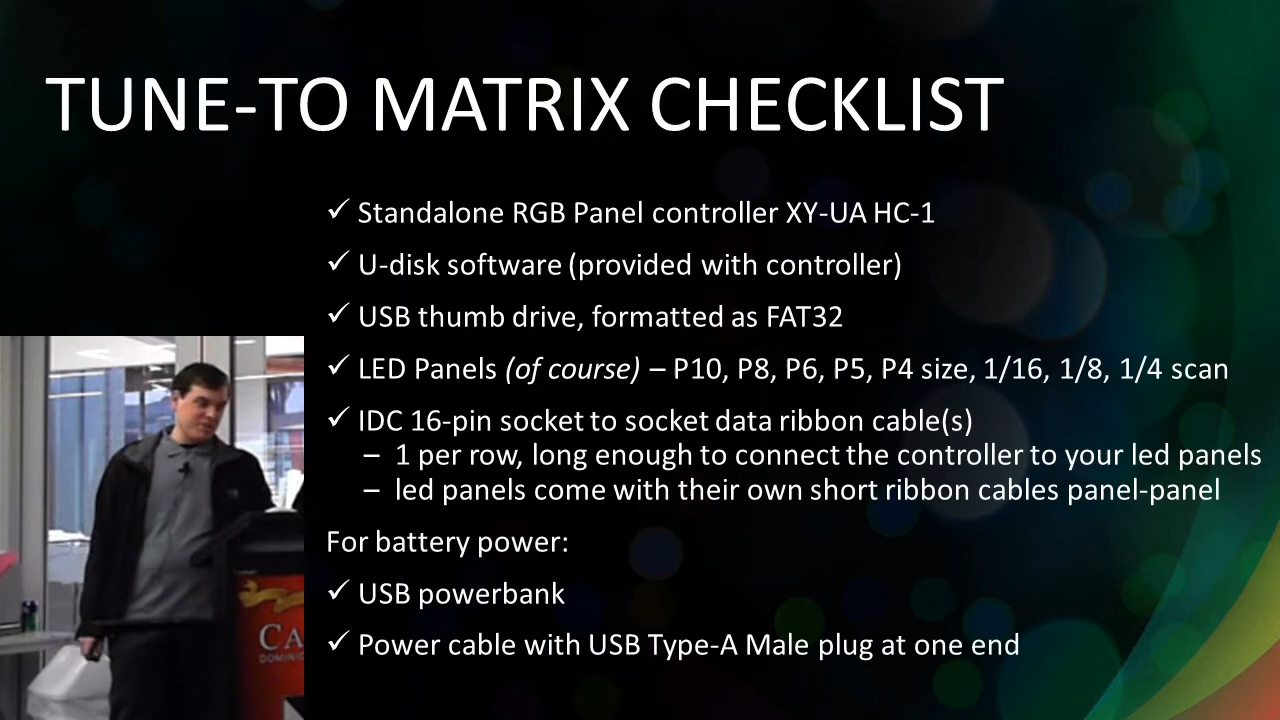 TUNE-TO MATRIX CHECKLIST
✓ Standalone RGB Panel controller XY-UA HC-1
✓ U-disk software (provided with controller)
✓ USB thumb drive, formatted as FAT32
✓ LED Panels (of course) – P10, P8, P6, P5, P4 size, 1/16, 1/8, 1/4 scan
✓ IDC 16-pin socket to socket data ribbon cable(s)
– 1 per row, long enough to connect the controller to your led panels
– led panels come with their own short ribbon cables panel-panel
For battery power:
✓ USB powerbank
✓ Power cable with USB Type-A Male plug at one end
CA
DOMINIC